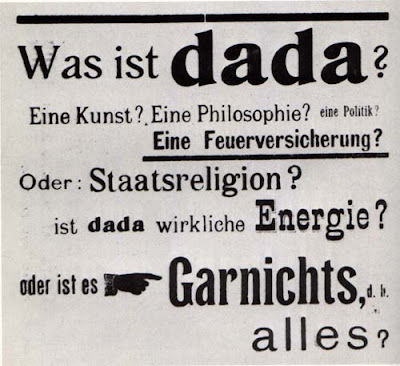 Was ist dada?
Eine Kunst? Eine Philosophie? eine Politik?
Eine Feuerversicherung?
Oder: Staatsreligion?
ist dada wirkliche Energie?
oder ist es ☛ Garnichts, d. h.
alles?